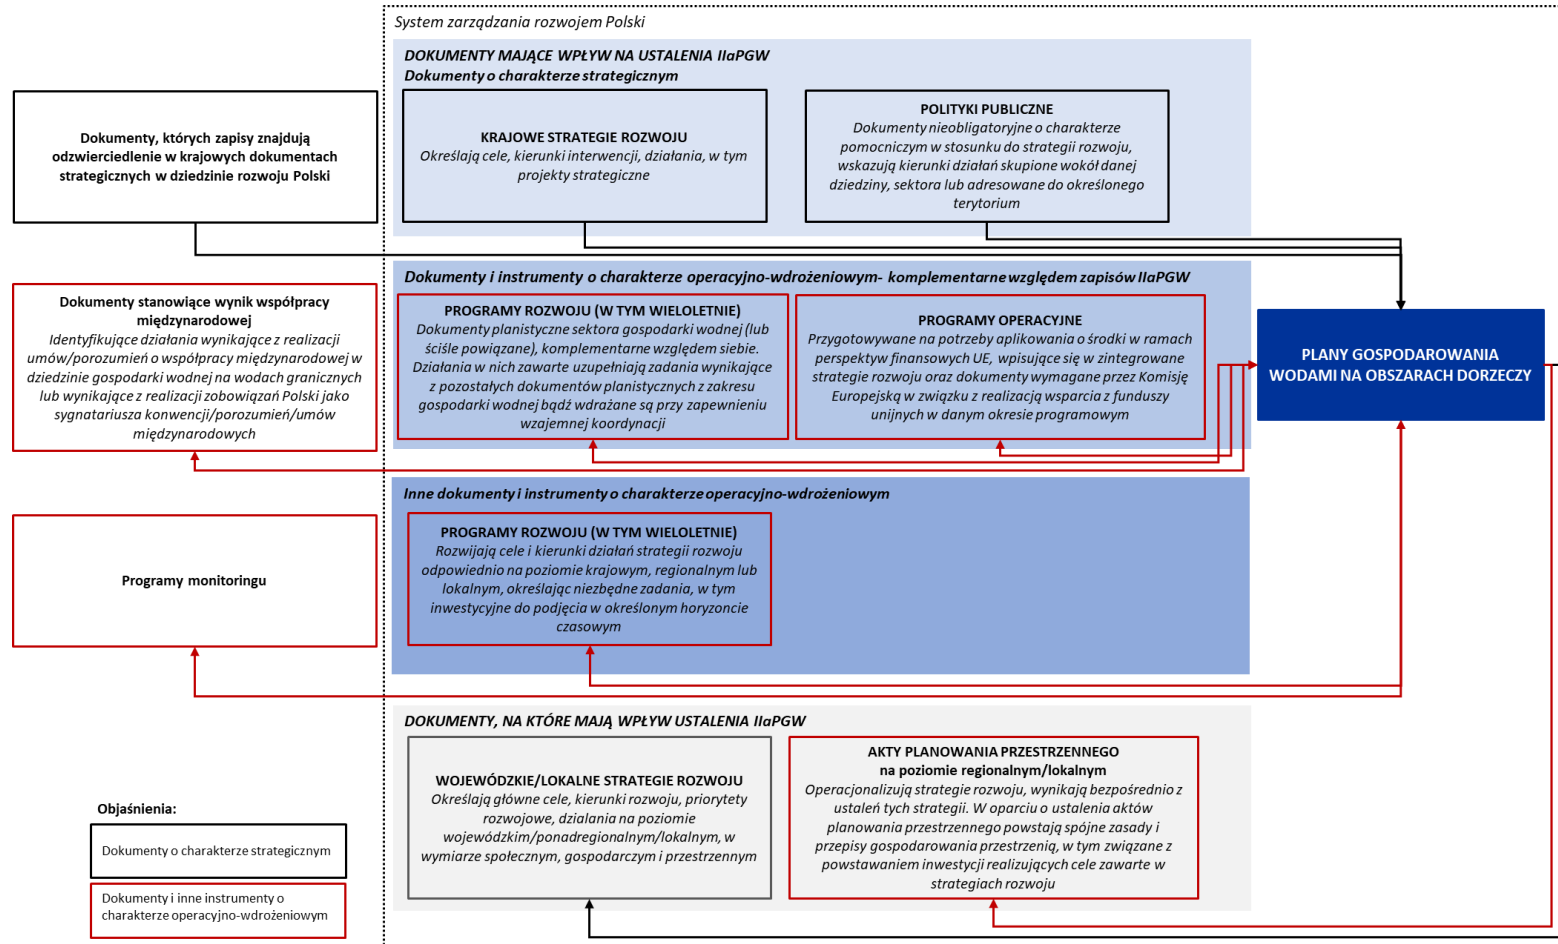 System zarządzania rozwojem Polski
DOKUMENTY MAJĄCE WPŁYW NA USTALENIA IIaPGW
Dokumenty o charakterze strategicznym
Dokumenty, których zapisy znajdują
odzwierciedlenie w krajowych dokumentach
strategicznych w dziedzinie rozwoju Polski
KRAJOWE STRATEGIE ROZWOJU
Określają cele, kierunki interwencji, działania, w tym
projekty strategiczne
POLITYKI PUBLICZNE
Dokumenty nieobligatoryjne o charakterze
pomocniczym w stosunku do strategii rozwoju,
wskazują kierunki działań skupione wokół danej
dziedziny, sektora lub adresowane do określonego
terytorium
Dokumenty i instrumenty o charakterze operacyjno-wdrożeniowym- komplementarne względem zapisów IIaPGW
Dokumenty stanowiące wynik współpracy
międzynarodowej
Identyfikujące działania wynikające z realizacji
umów/porozumień o współpracy międzynarodowej w
dziedzinie gospodarki wodnej na wodach granicznych
lub wynikające z realizacji zobowiązań Polski jako
sygnatariusza konwencji/porozumień/umów
międzynarodowych
PROGRAMY ROZWOJU (W TYM WIELOLETNIE)
Dokumenty planistyczne sektora gospodarki wodnej (lub
ściśle powiązane), komplementarne względem siebie.
Działania w nich zawarte uzupełniają zadania wynikające
z pozostałych dokumentów planistycznych z zakresu
gospodarki wodnej bądź wdrażane są przy zapewnieniu
wzajemnej koordynacji
PROGRAMY OPERACYJNE
Przygotowywane na potrzeby aplikowania o środki w ramach
perspektyw finansowych UE, wpisujące się w zintegrowane
strategie rozwoju oraz dokumenty wymagane przez Komisję
Europejską w związku z realizacją wsparcia z funduszy
unijnych w danym okresie programowym
PLANY GOSPODAROWANIA
WODAMI NA OBSZARACH DORZECZY
Inne dokumenty i instrumenty o charakterze operacyjno-wdrożeniowym
Programy monitoringu
PROGRAMY ROZWOJU (W TYM WIELOLETNIE)
Rozwijają cele i kierunki działań strategii rozwoju
odpowiednio na poziomie krajowym, regionalnym lub
lokalnym, określając niezbędne zadania, w tym
inwestycyjne do podjęcia w określonym horyzoncie
czasowym
DOKUMENTY, NA KTÓRE MAJĄ WPŁYW USTALENIA IIaPGW
WOJEWÓDZKIE/LOKALNE STRATEGIE ROZWOJU
Określają główne cele, kierunki rozwoju, priorytety
rozwojowe, dzialania na poziomie
wojewódzkim/ponadregionalnym/lokalnym, w
wymiarze społecznym, gospodarczym i przestrzennym
AKTY PLANOWANIA PRZESTRZENNEGO
na poziomie regionalnym/lokalnym
Operacjonalizują strategie rozwoju, wynikają bezpośrednio z
ustaleń tych strategii. W oparciu o ustalenia aktów
planowania przestrzennego powstają spójne zasady i
przepisy gospodarowania przestrzenią, w tym związane z
powstawaniem inwestycji realizujących cele zawarte w
strategiach rozwoju
Objaśnienia:
Dokumenty o charakterze strategicznym
Dokumenty i inne instrumenty o
charakterze operacyjno-wdrożeniowym